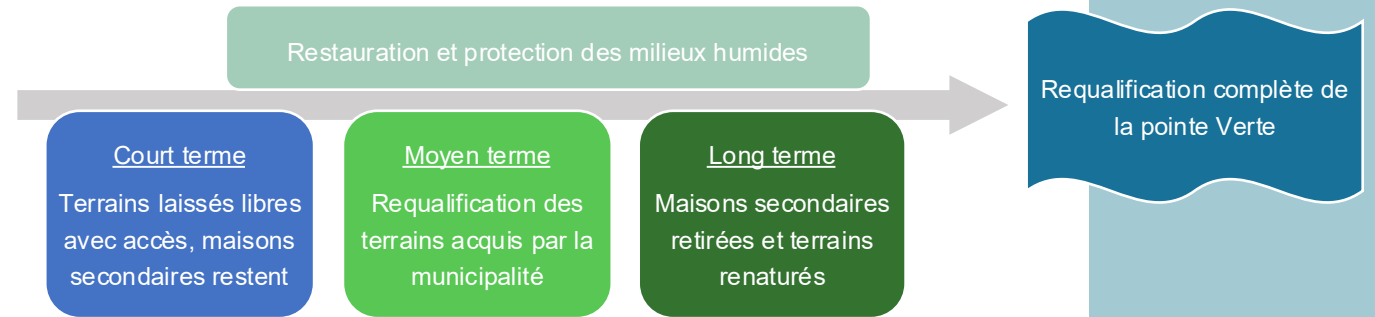 Restauration et protection des milieux humides
Requalification complète de
la pointe Verte
Court terme
Terrains laissés libres
avec accès, maisons
secondaires restent
Moyen terme
Requalification des
terrains acquis par la
municipalité
Long terme
Maisons secondaires
retirées et terrains
renaturés